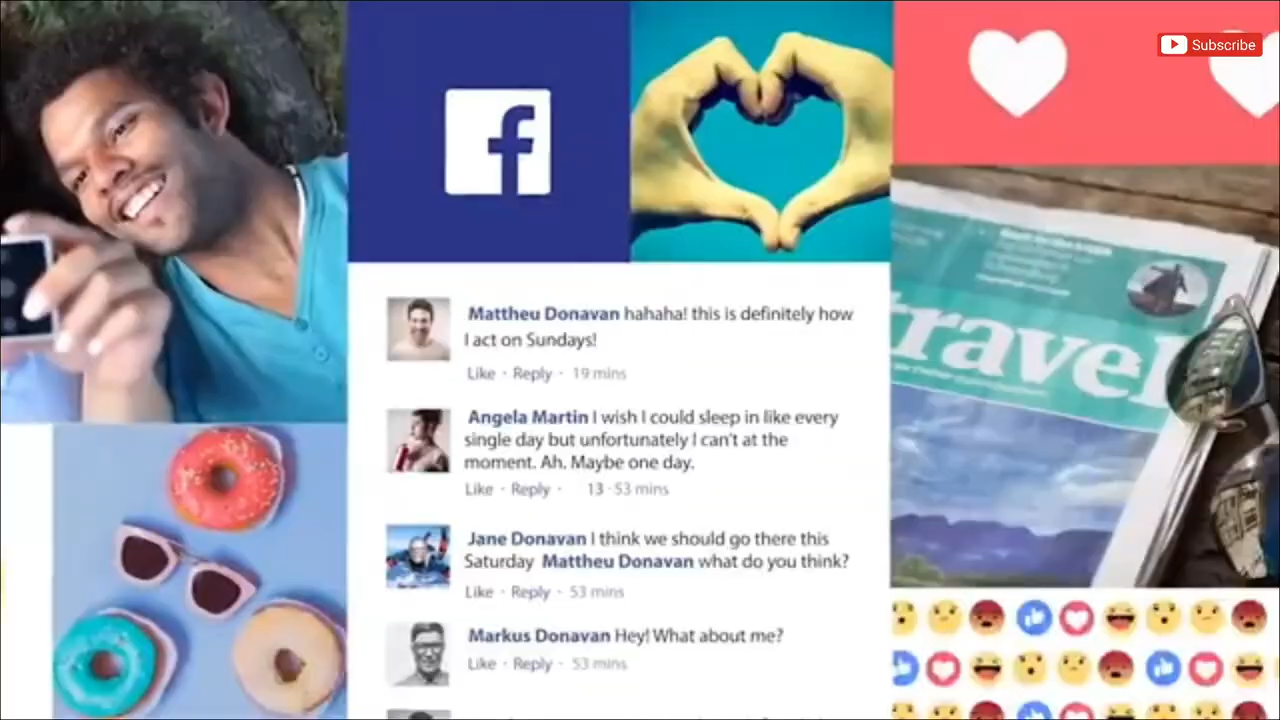 Subscribe
f
Mattheu Donavan hahaha! this is definitely how
I act on Sundays!
Like · Reply · 19 mins
Angela Martin I wish I could sleep in like every
single day but unfortunately I can't at the
moment. Ah. Maybe one day.
Like · Reply · 13 · 53 mins
Jane Donavan I think we should go there this
Saturday Mattheu Donavan what do you think?
Like · Reply · 53 mins
Markus Donavan Hey! What about me?
Like · Reply · 53 mins
travel